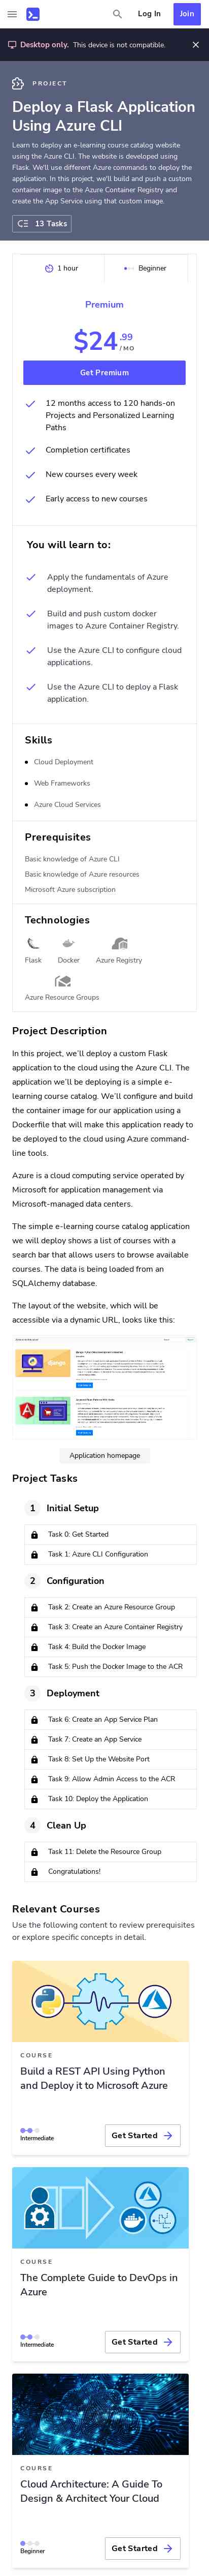 Log In
Join
Desktop only. This device is not compatible.
PROJECT
Deploy a Flask Application
Using Azure CLI
Learn to deploy an e-learning course catalog website
using the Azure CLI. The website is developed using
Flask. We'll use different Azure commands to deploy the
application. In this project, we'll build and push a custom
container image to the Azure Container Registry and
create the App Service using that custom image.
13 Tasks
1 hour
Beginner
Premium
$24.99
/MO
Get Premium
12 months access to 120 hands-on
Projects and Personalized Learning
Paths
Completion certificates
New courses every week
Early access to new courses
You will learn to:
Apply the fundamentals of Azure
deployment.
Build and push custom docker
images to Azure Container Registry.
Use the Azure CLI to configure cloud
applications.
Use the Azure CLI to deploy a Flask
application.
Skills
Cloud Deployment
Web Frameworks
Azure Cloud Services
Prerequisites
Basic knowledge of Azure CLI
Basic knowledge of Azure resources
Microsoft Azure subscription
Technologies
Flask
Docker
Azure Registry
Azure Resource Groups
Project Description
In this project, we'll deploy a custom Flask
application to the cloud using the Azure CLI. The
application we'll be deploying is a simple e-
learning course catalog. We'll configure and build
the container image for our application using a
Dockerfile that will make this application ready to
be deployed to the cloud using Azure command-
line tools.
Azure is a cloud computing service operated by
Microsoft for application management via
Microsoft-managed data centers.
The simple e-learning course catalog application
we will deploy shows a list of courses with a
search bar that allows users to browse available
courses. The data is being loaded from an
SQLAlchemy database.
The layout of the website, which will be
accessible via a dynamic URL, looks like this:
django
Application homepage
Project Tasks
1
Initial Setup
Task 0: Get Started
Task 1: Azure CLI Configuration
2
Configuration
Task 2: Create an Azure Resource Group
Task 3: Create an Azure Container Registry
Task 4: Build the Docker Image
Task 5: Push the Docker Image to the ACR
3
Deployment
Task 6: Create an App Service Plan
Task 7: Create an App Service
Task 8: Set Up the Website Port
Task 9: Allow Admin Access to the ACR
Task 10: Deploy the Application
4
Clean Up
Task 11: Delete the Resource Group
Congratulations!
Relevant Courses
Use the following content to review prerequisites
or explore specific concepts in detail.
COURSE
Build a REST API Using Python
and Deploy it to Microsoft Azure
Intermediate
Get Started
COURSE
The Complete Guide to DevOps in
Azure
Intermediate
Get Started
COURSE
Cloud Architecture: A Guide To
Design & Architect Your Cloud
Beginner
Get Started